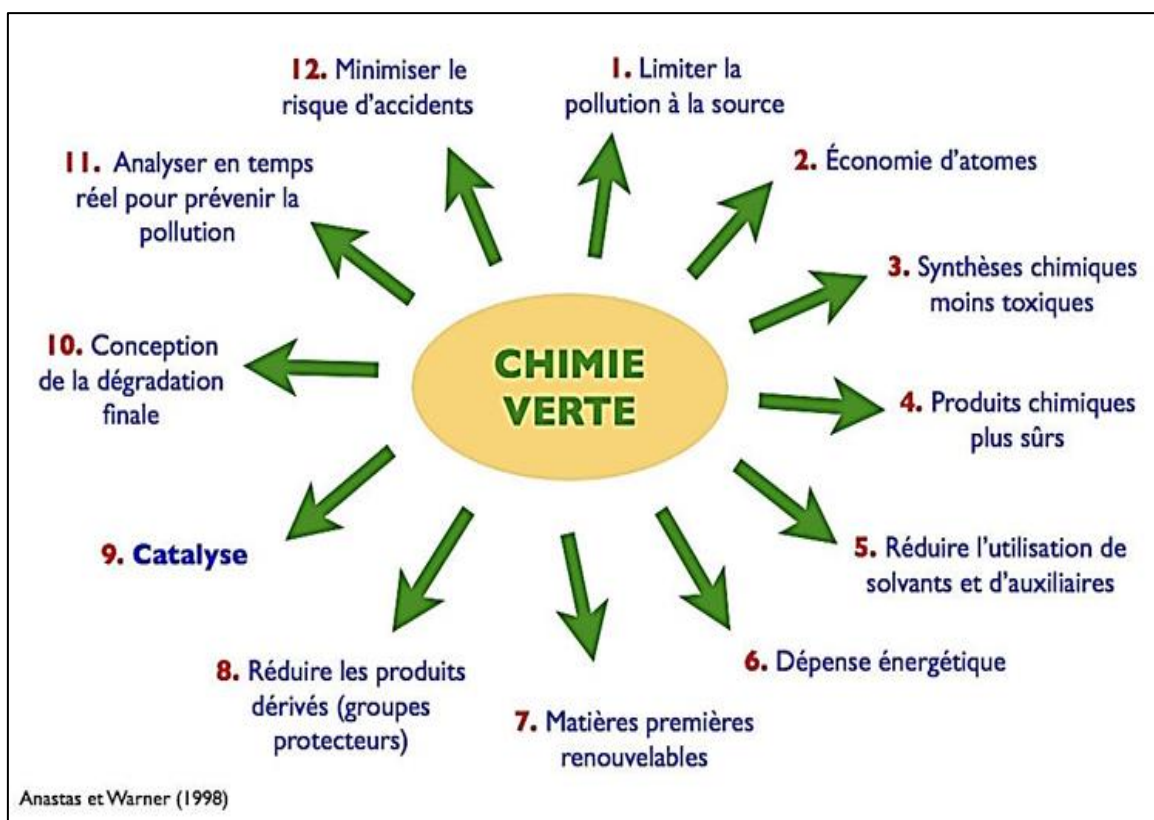 CHIMIE
VERTE
1. Limiter la
pollution à la source
2. Économie d'atomes
3. Synthèses chimiques
moins toxiques
4. Produits chimiques
plus sûrs
5. Réduire l'utilisation de
solvants et d'auxiliaires
6. Dépense énergétique
7. Matières premières
renouvelables
8. Réduire les produits
dérivés (groupes
protecteurs)
9. Catalyse
10. Conception
de la dégradation
finale
11. Analyser en temps
réel pour prévenir la
pollution
12. Minimiser le
risque d'accidents
Anastas et Warner (1998)